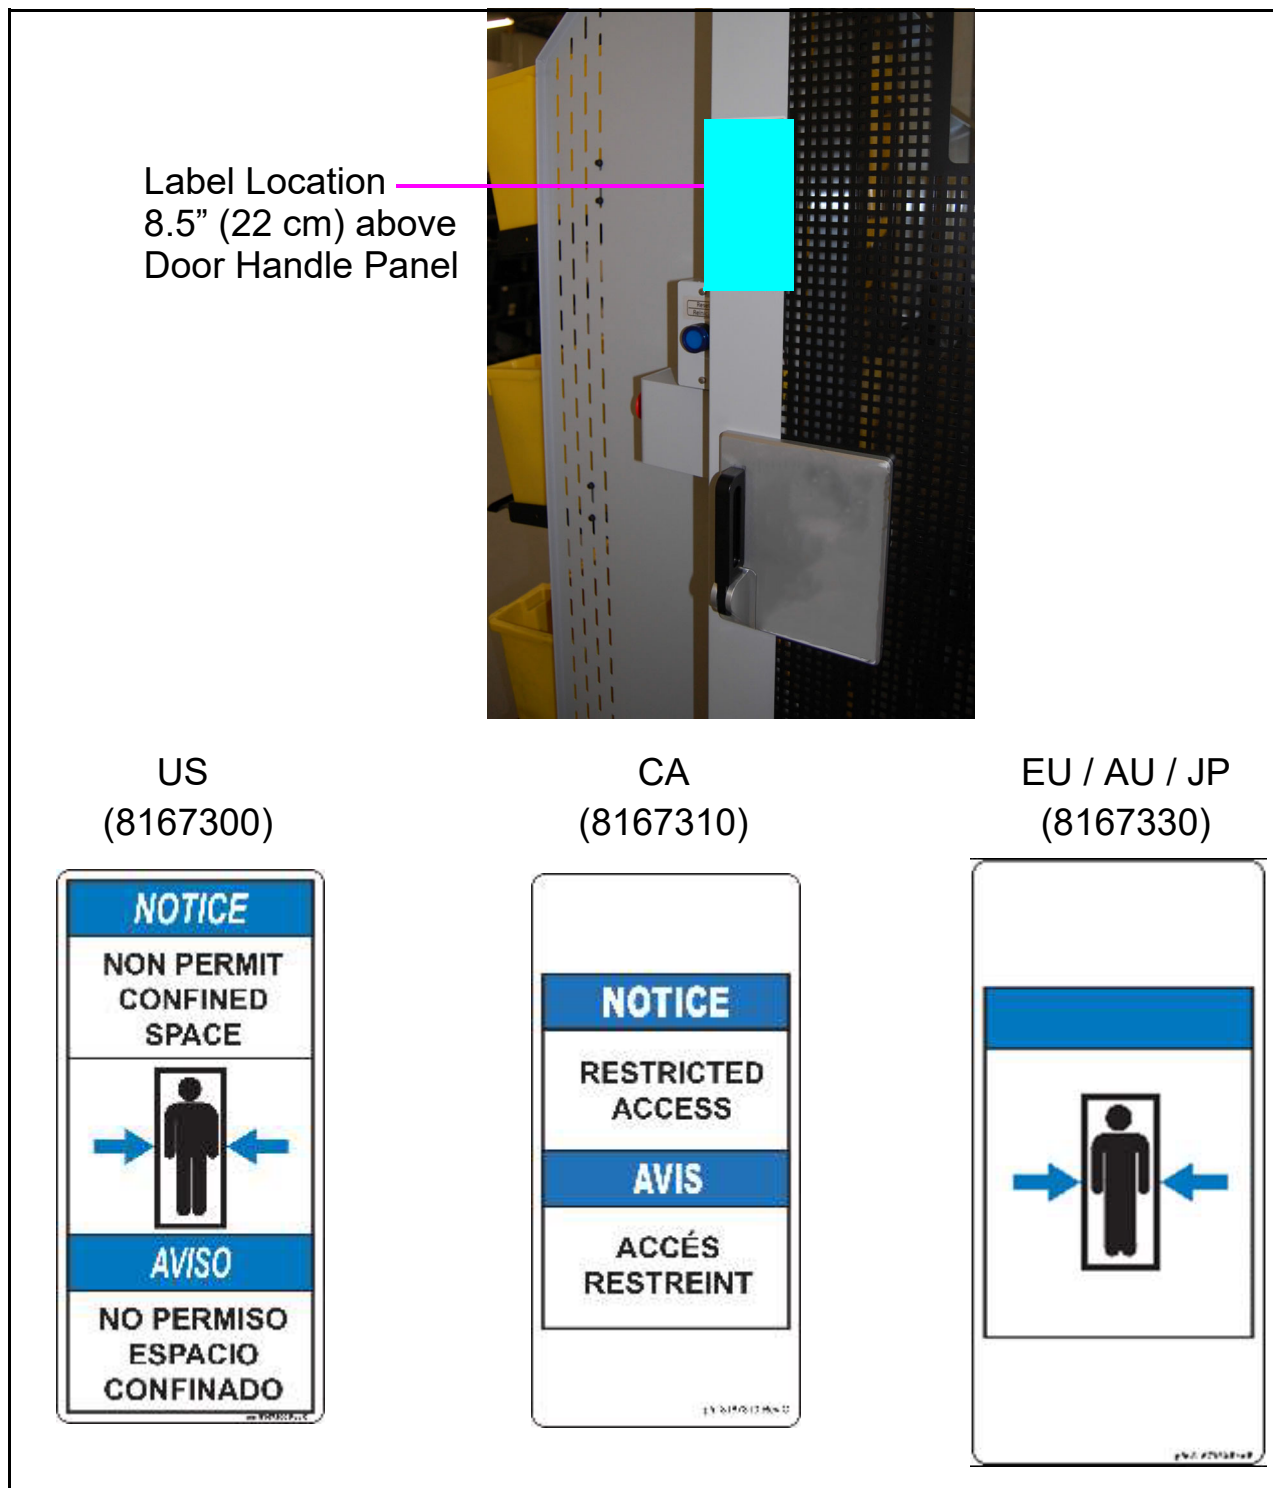 Label Location
8.5” (22 cm) above
Door Handle Panel
US
(8167300)
CA
(8167310)
EU / AU / JP
(8167330)
NOTICE
NON PERMIT
CONFINED
SPACE
AVISO
NO PERMISO
ESPACIO
CONFINADO
NOTICE
RESTRICTED
ACCESS
AVIS
ACCÉS
RESTREINT